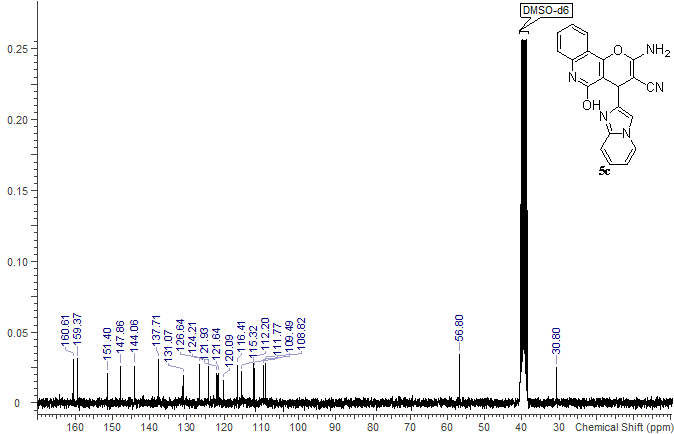 DMSO-d6
0.25
0.20
0.15
0.10
0.05
0
160.61
159.37
151.40
147.86
144.06
137.71
131.07
126.64
124.21
121.93
121.64
120.09
116.41
115.32
112.20
111.77
109.49
108.82
56.80
30.80
O
NH2
N
CN
OH
N
N
5c
160 150 140 130 120 110 100 90 80 70 60 50 40 30 20 10
Chemical Shift (ppm)